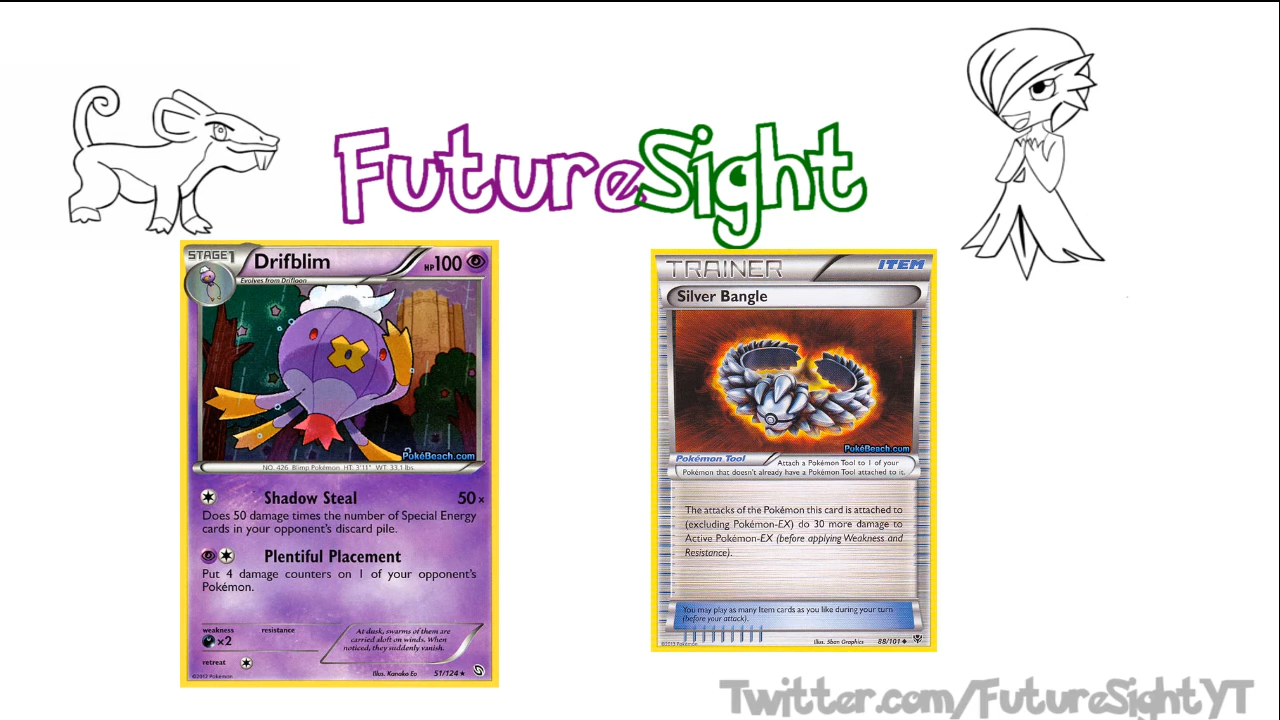 FutureSight
STAGE1
Drifblim
HP100
Evolves from Drifloon
PokéBeach.com
NO. 426 Blimp Pokémon HT: 3'11" WT: 33.1 lbs.
Shadow Steal 50×
Does 50 damage times the number of Special Energy
cards in your opponent's discard pile.
Plentiful Placement
Put 4 damage counters on 1 of your opponent's
Pokémon.
weakness resistance
×2
At dusk, swarms of them are
carried aloft on winds. When
noticed, they suddenly vanish.
retreat
©2012 Pokémon
Illus. Kanako Eo 51/124
TRAINER ITEM
Silver Bangle
PokéBeach.com
Pokémon Tool
Attach a Pokémon Tool to 1 of your
Pokémon that doesn't already have a Pokémon Tool attached to it.
The attacks of the Pokémon this card is attached to
(excluding Pokémon-EX) do 30 more damage to
Active Pokémon-EX (before applying Weakness and
Resistance).
You may play as many Item cards as you like during your turn
(before your attack).
©2013 Pokémon
Illus. 5ban Graphics 88/101
Twitter.com/FutureSightYT